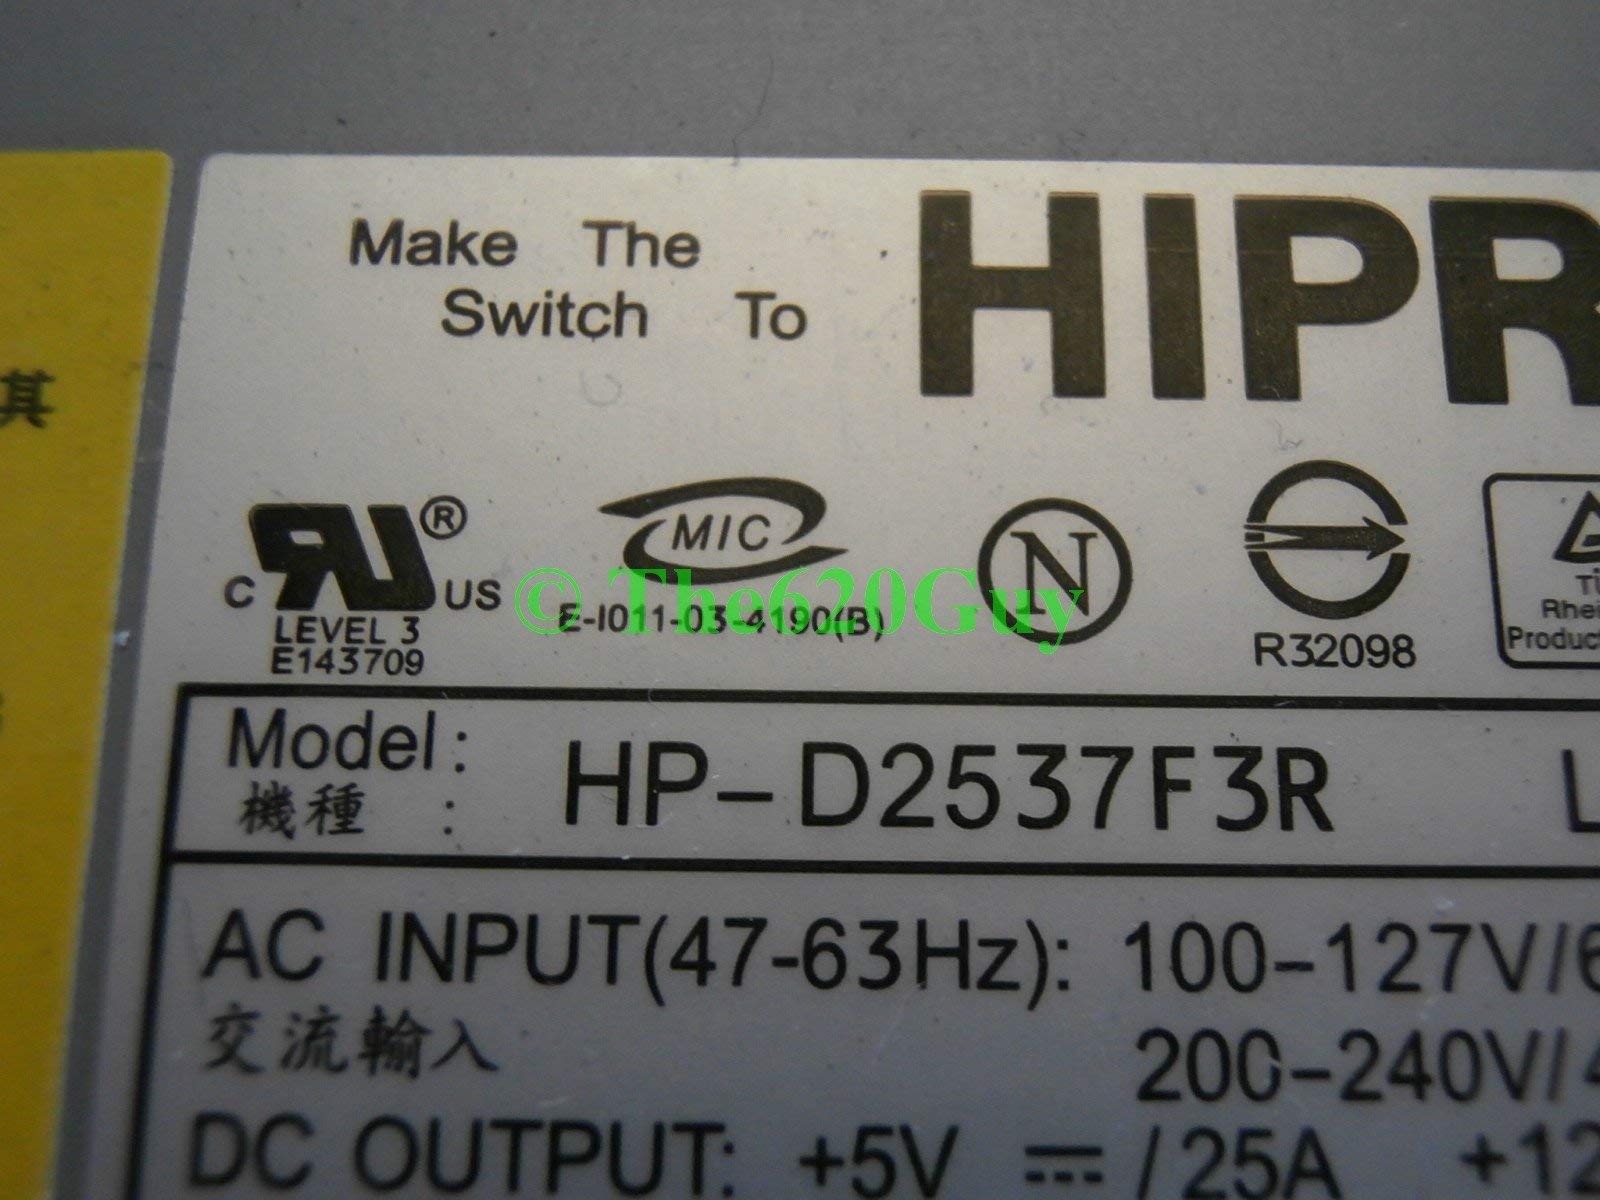 Make The
Switch To
HIPR
其
C
®
US
LEVEL 3
E143709
MIC
E-I011-03-4190(B)
N
R32098
Product
© The620Guy
Model:
HP-D2537F3R
L
機種 :
AC INPUT(47-63Hz): 100-127V/6
交流輸入
200-240V/4
DC OUTPUT: +5V ⎓ /25A +12